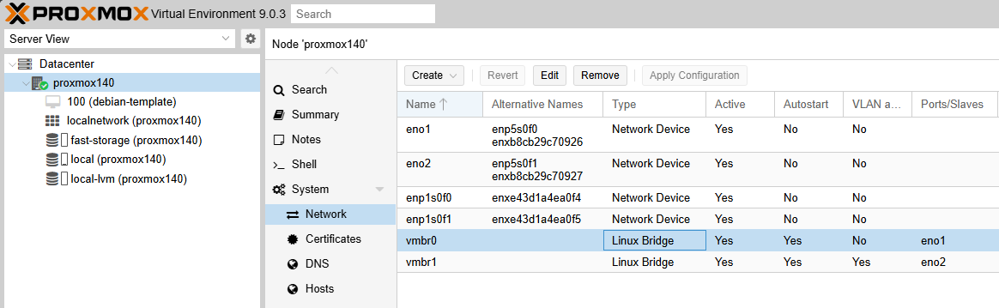 PROXMOX Virtual Environment 9.0.3 Search
Server View
Node 'proxmox140'
Datacenter
proxmox140
100 (debian-template)
localnetwork (proxmox140)
fast-storage (proxmox140)
local (proxmox140)
local-lvm (proxmox140)
Search
Summary
Notes
Shell
System
Network
Certificates
DNS
Hosts
Create Revert Edit Remove Apply Configuration
Name Alternative Names Type Active Autostart VLAN a... Ports/Slaves
eno1 enp5s0f0 Network Device Yes No No
enxb8cb29c70926
eno2 enp5s0f1 Network Device Yes No No
enxb8cb29c70927
enp1s0f0 enxe43d1a4ea0f4 Network Device Yes No No
enp1s0f1 enxe43d1a4ea0f5 Network Device Yes No No
vmbr0 Linux Bridge Yes Yes No eno1
vmbr1 Linux Bridge Yes Yes Yes eno2